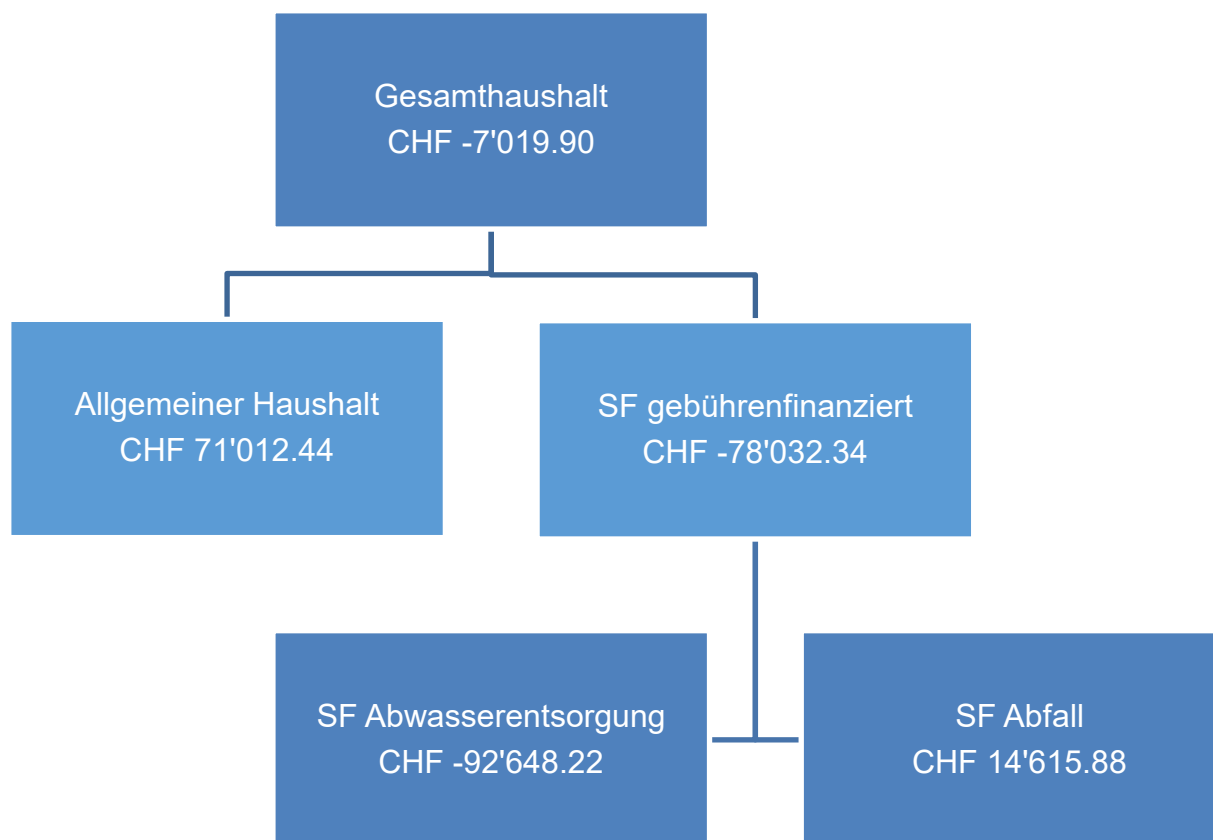 Gesamthaushalt
CHF -7'019.90
Allgemeiner Haushalt
CHF 71'012.44
SF gebührenfinanziert
CHF -78'032.34
SF Abwasserentsorgung
CHF -92'648.22
SF Abfall
CHF 14'615.88